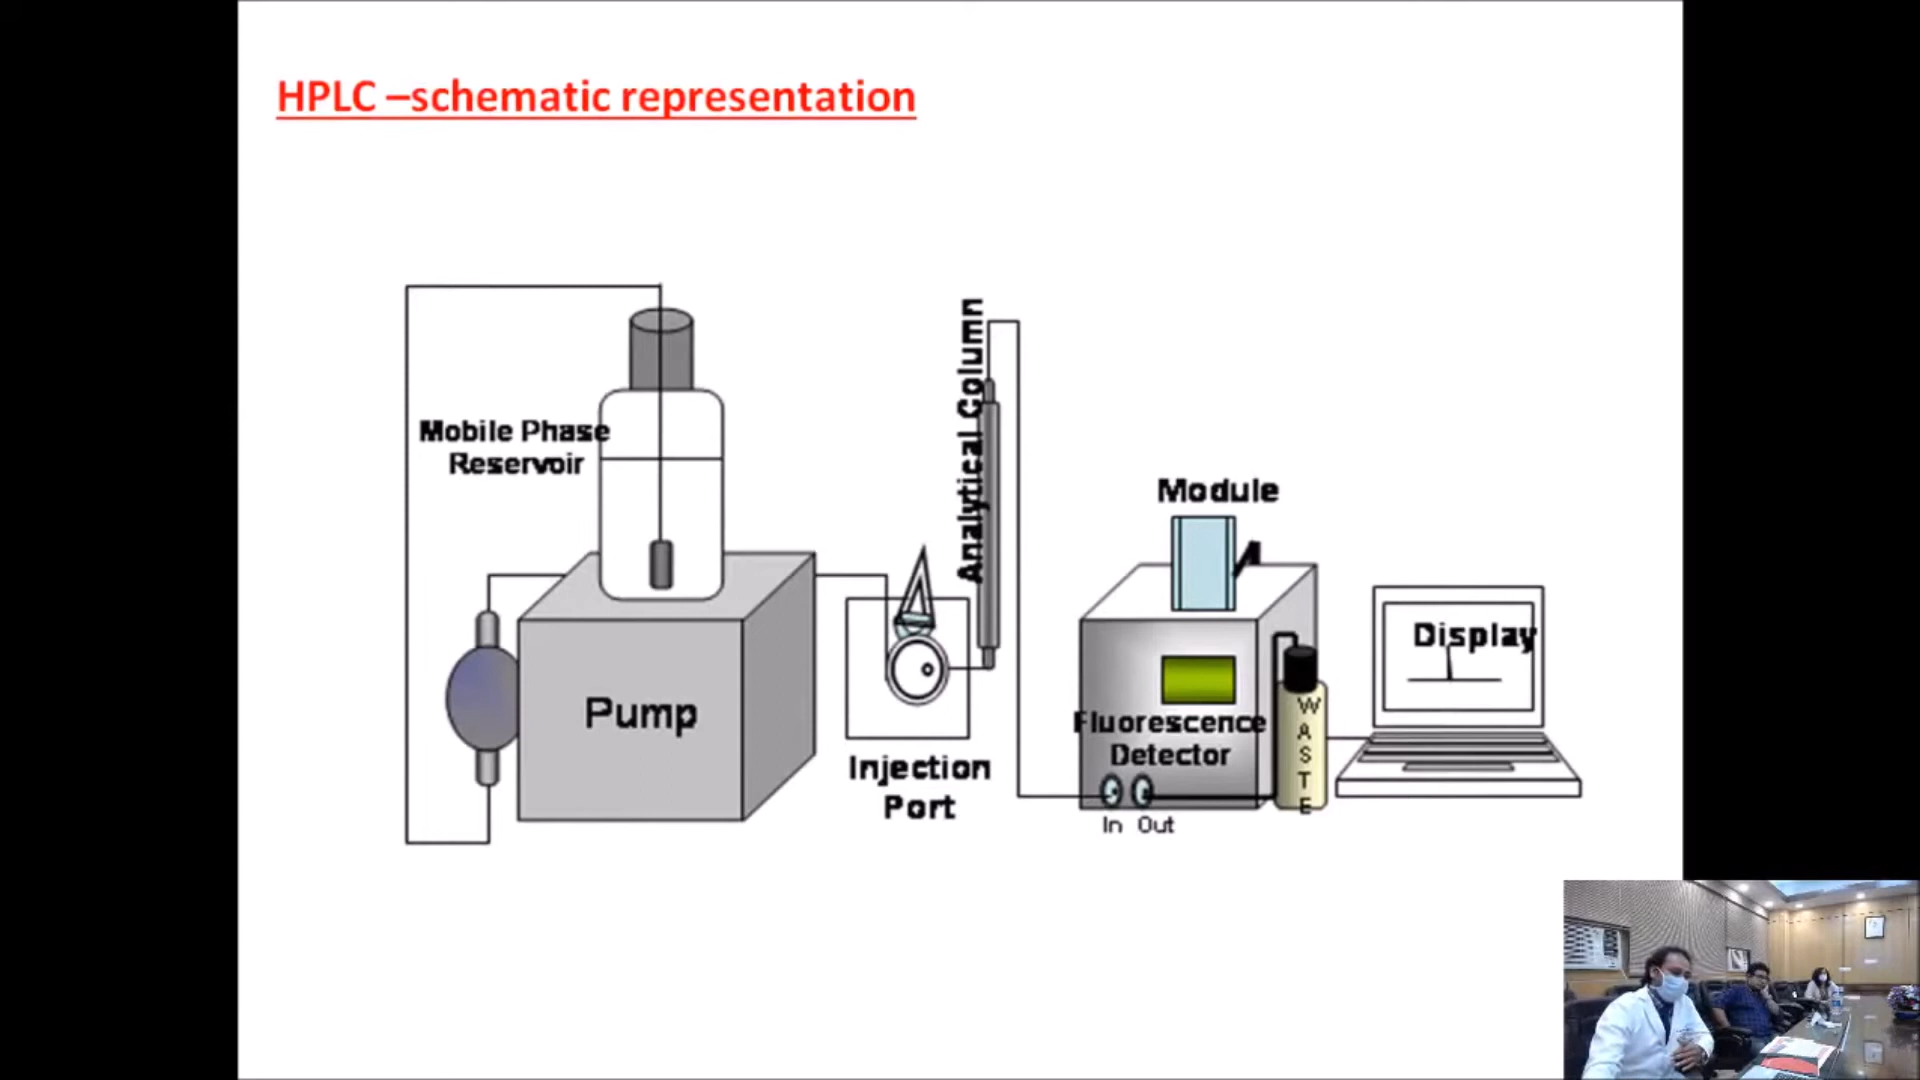 HPLC –schematic representation
Mobile Phase
Reservoir
Analytical Column
Module
Display
Pump
Fluorescence
Detector
WASTE
Injection
Port
In Out